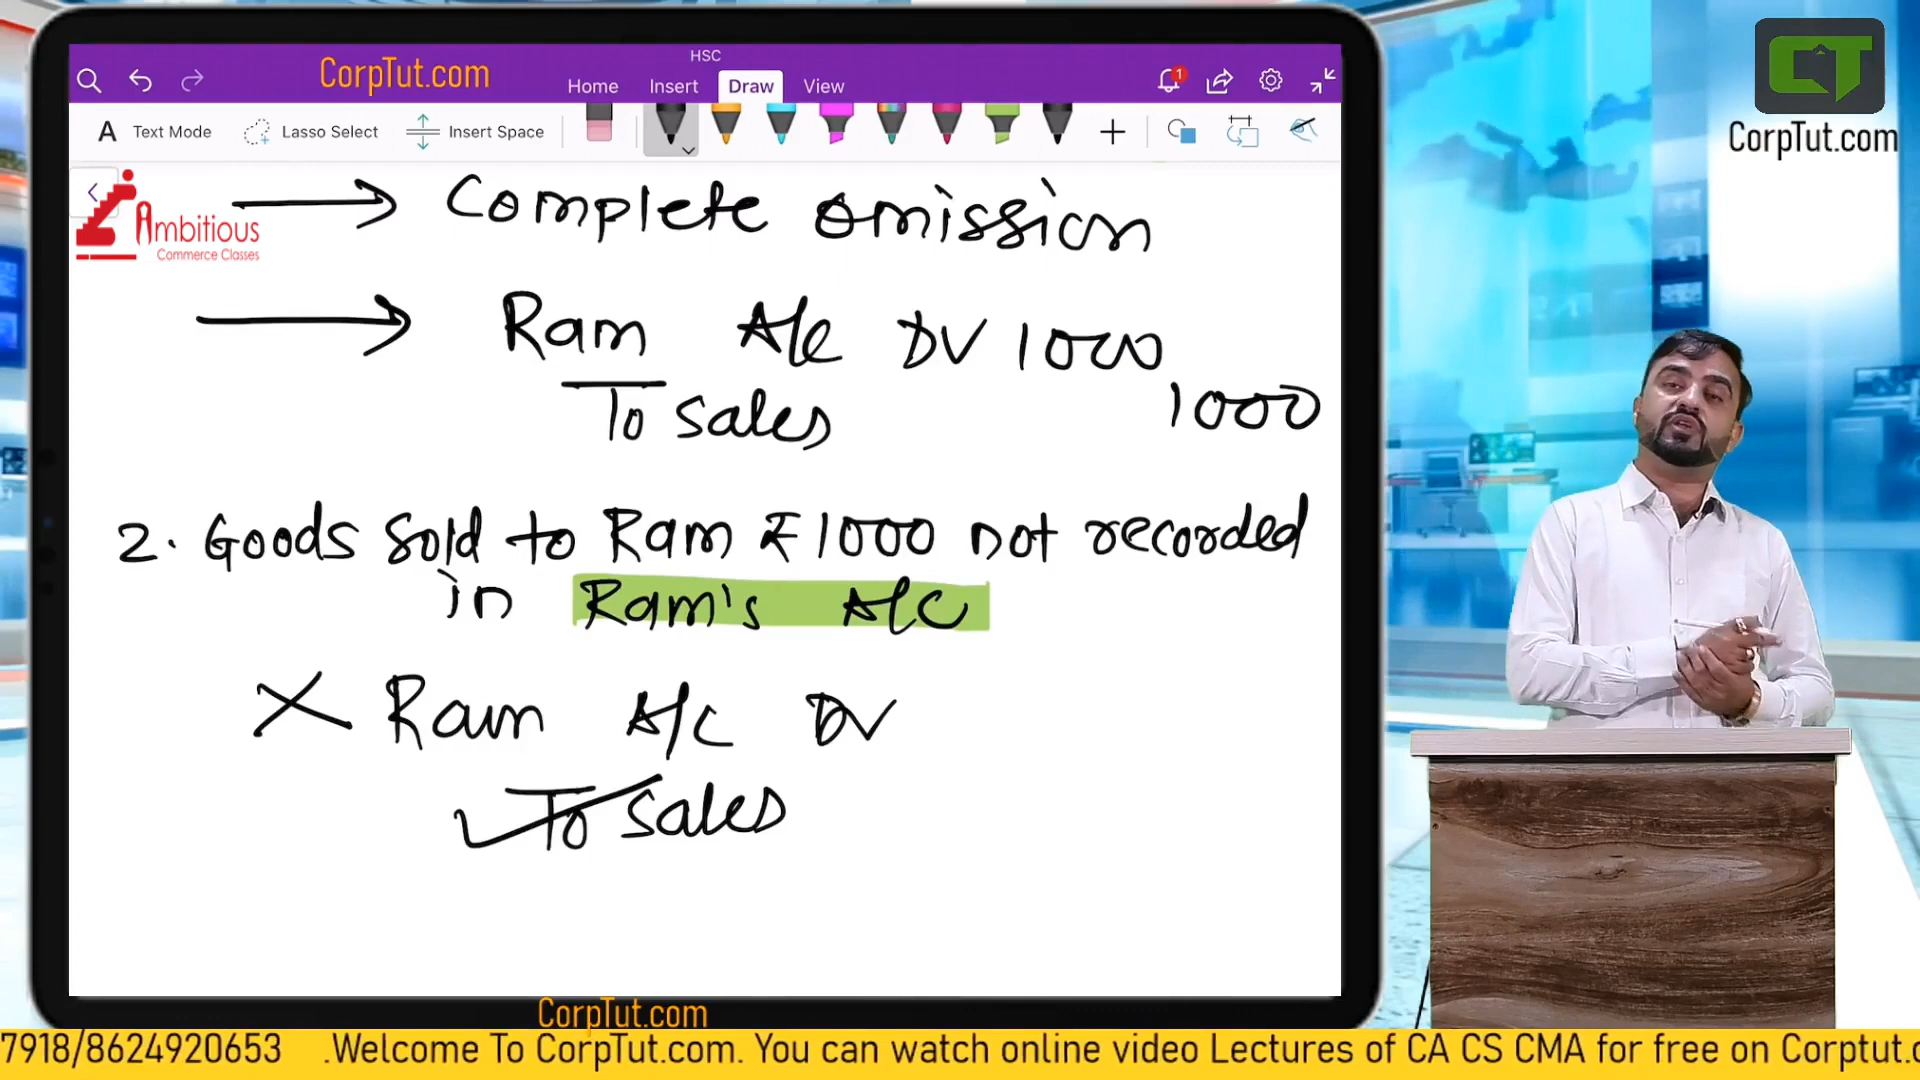 HSC
CorpTut.com
Home Insert Draw View
1
A Text Mode Lasso Select Insert Space
CT
CorpTut.com
Ambitious
Commerce Classes
Complete omission
Ram A/c Dr 1000
To Sales 1000
2. Goods Sold to Ram ₹1000 not recorded
in Ram's A/C
X Ram A/C Dr
To Sales
CorpTut.com
7918/8624920653 .Welcome To CorpTut.com. You can watch online video Lectures of CA CS CMA for free on Corptut.c